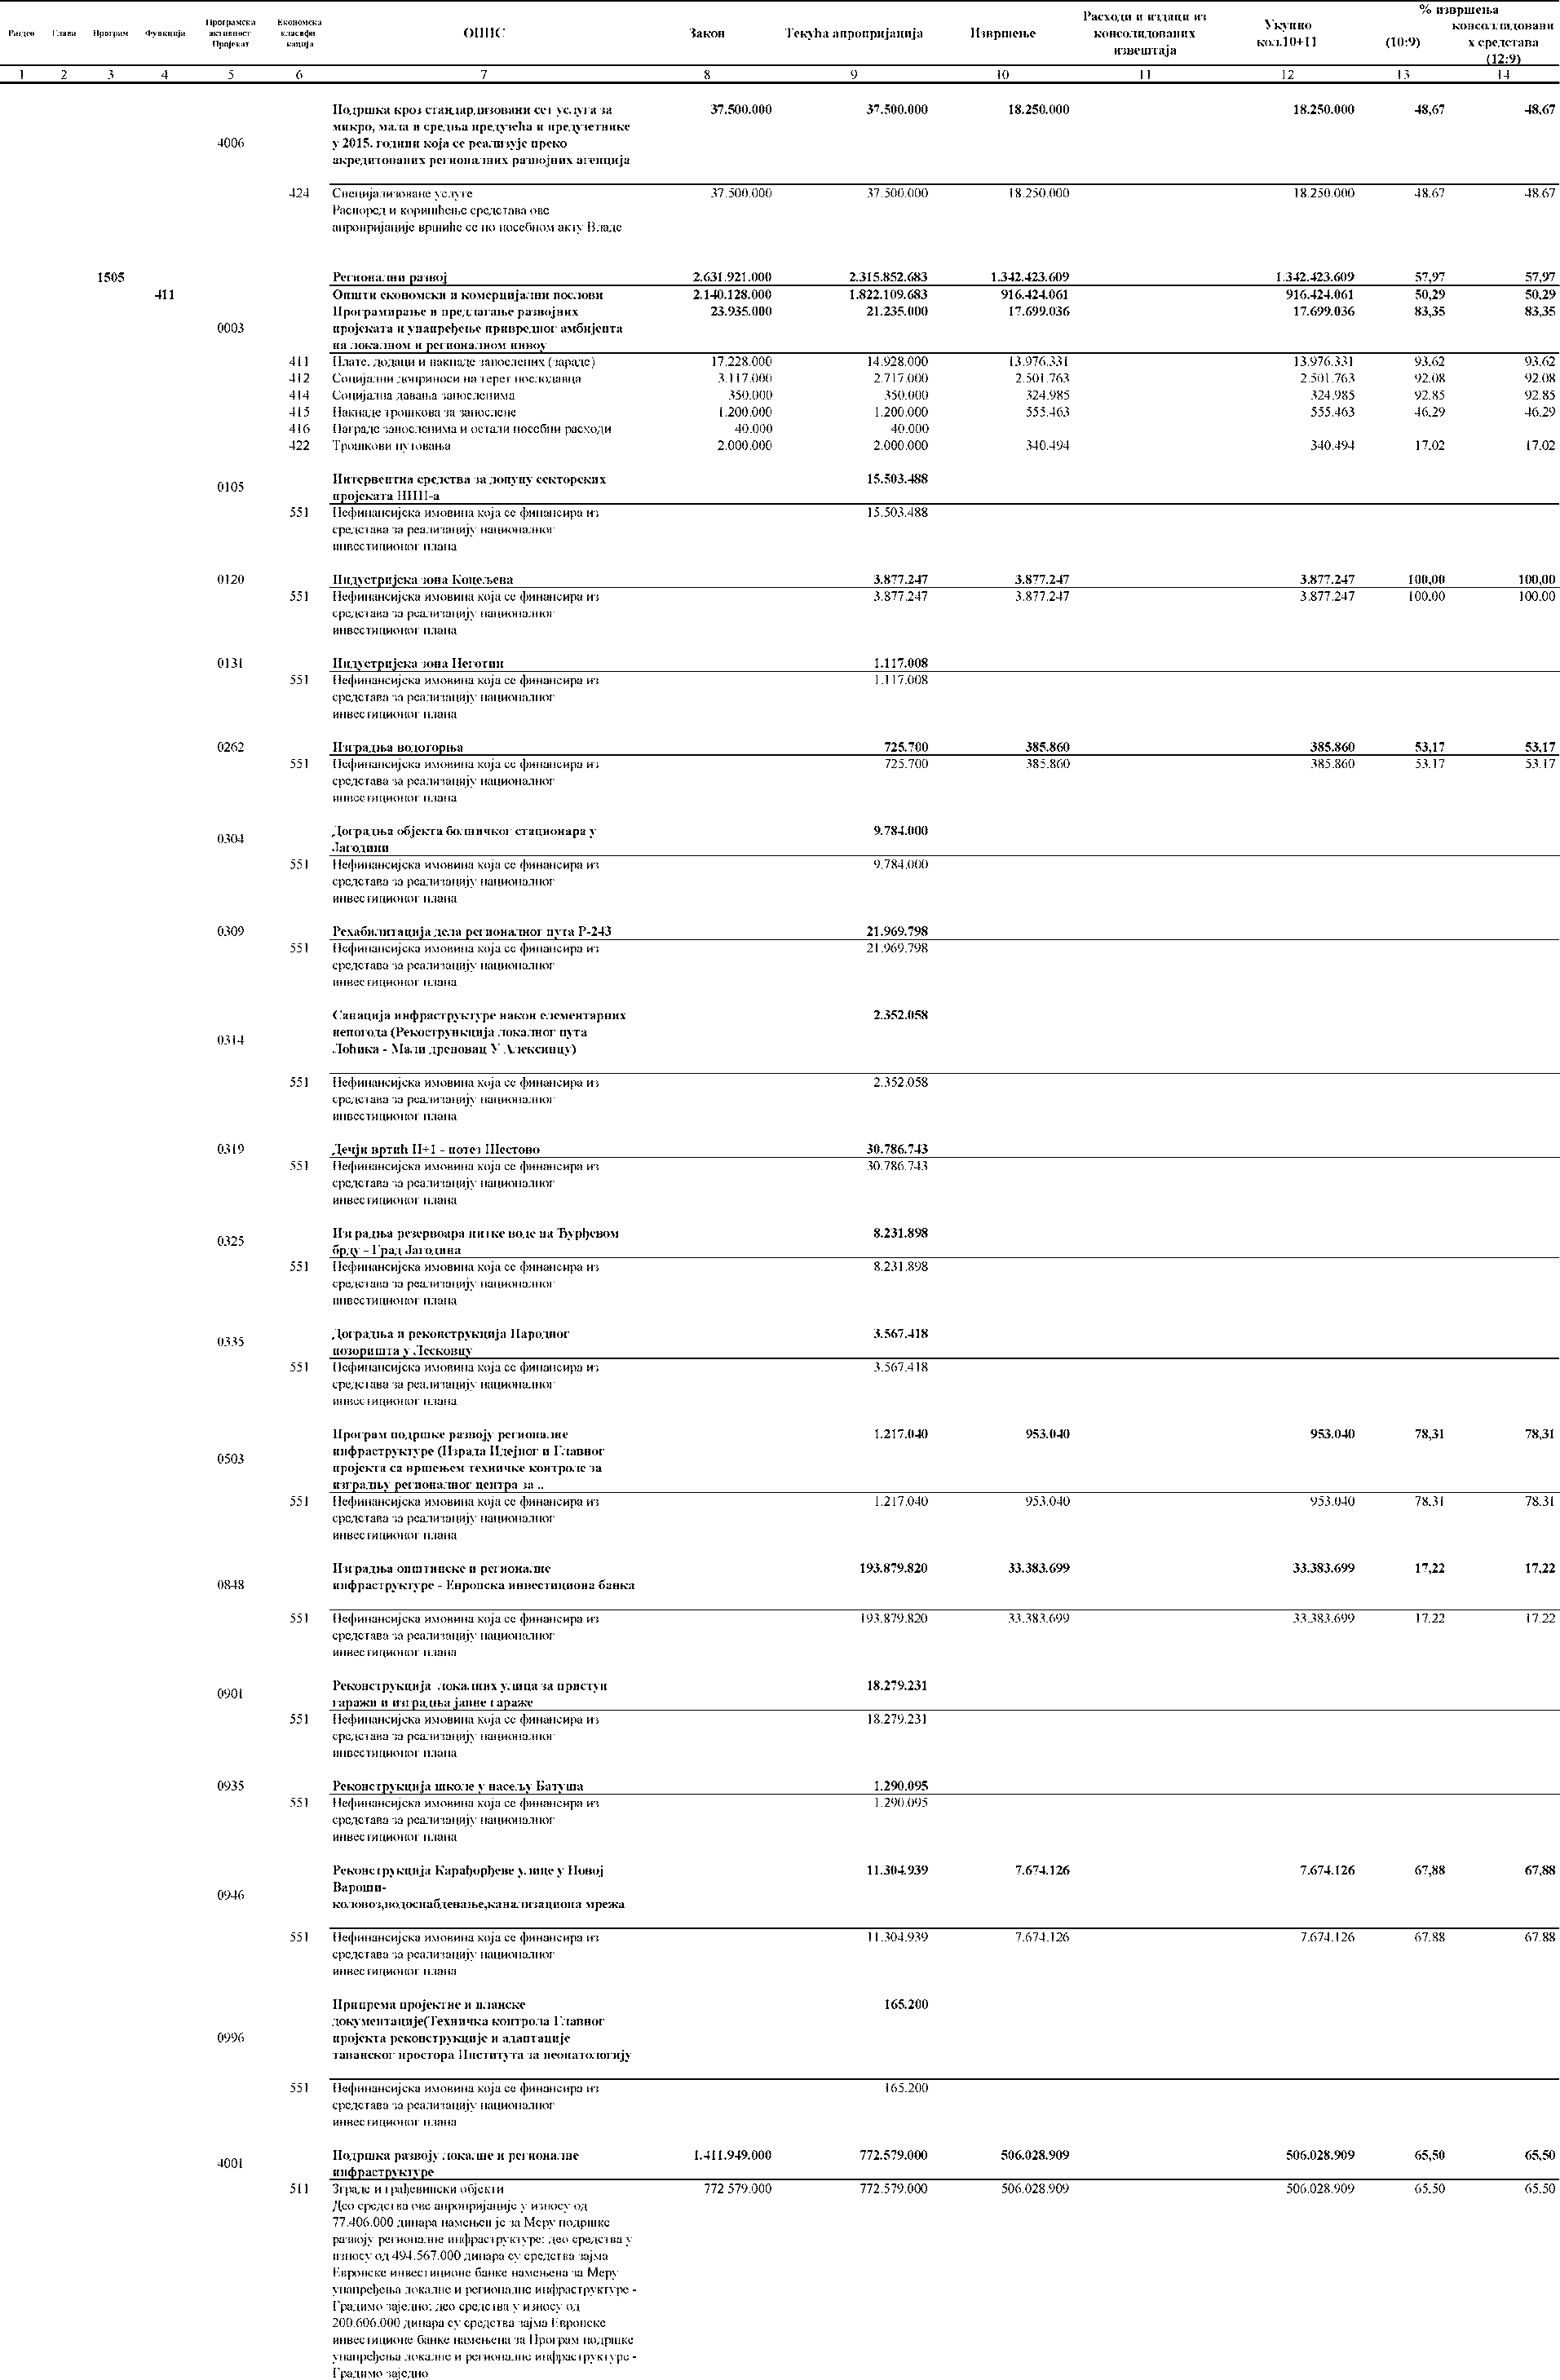 Раздео Глава Програм Функција Програмска активност Пројекат Економска класификација ОПИС Закон Текућа апропријација Извршење Расходи и издаци из консолидованих извештаја Укупно кол.10+11 % извршења (10:9) консолидованих средстава (12:9)
1 2 3 4 5 6 7 8 9 10 11 12 13 14
4006 Подршка кроз стандардизовани сет услуга за 37.500.000 37.500.000 18.250.000 18.250.000 48,67 48,67
микро, мала и средња предузећа и предузетнике
у 2015. години која се реализује преко
акредитованих регионалних развојних агенција
424 Специјализоване услуге 37.500.000 37.500.000 18.250.000 18.250.000 48,67 48,67
Распоред и коришћење средстава ове
апропријације вршиће се по посебном акту Владе
1505 Регионални развој 2.631.921.000 2.315.852.683 1.342.423.609 1.342.423.609 57,97 57,97
411 Општи економски и комерцијални послови 2.140.128.000 1.822.109.683 916.424.061 916.424.061 50,29 50,29
0003 Програмирање и предлагање развојних 23.935.000 21.235.000 17.699.036 17.699.036 83,35 83,35
пројеката и унапређење привредног амбијента
на локалном и регионалном нивоу
411 Плате, додаци и накнаде запослених (зараде) 17.228.000 14.928.000 13.976.331 13.976.331 93,62 93,62
412 Социјални доприноси на терет послодавца 3.117.000 2.717.000 2.501.763 2.501.763 92,08 92,08
414 Социјална давања запосленима 350.000 350.000 324.985 324.985 92,85 92,85
415 Накнаде трошкова за запослене 1.200.000 1.200.000 555.463 555.463 46,29 46,29
416 Награде запосленима и остали посебни расходи 40.000 40.000
422 Трошкови путовања 2.000.000 2.000.000 340.494 340.494 17,02 17,02
0105 Интервентна средства за допуну секторских 15.503.488
пројеката НИП-а
551 Нефинансијска имовина која се финансира из 15.503.488
средстава за реализацију националног
инвестиционог плана
0120 Индустријска зона Коцељева 3.877.247 3.877.247 3.877.247 100,00 100,00
551 Нефинансијска имовина која се финансира из 3.877.247 3.877.247 3.877.247 100,00 100,00
средстава за реализацију националног
инвестиционог плана
0131 Индустријска зона Неготин 1.117.008
551 Нефинансијска имовина која се финансира из 1.117.008
средстава за реализацију националног
инвестиционог плана
0262 Изградња водоторња 725.700 385.860 385.860 53,17 53,17
551 Нефинансијска имовина која се финансира из 725.700 385.860 385.860 53,17 53,17
средстава за реализацију националног
инвестиционог плана
0304 Доградња објекта болничког стационара у 9.784.000
Јагодини
551 Нефинансијска имовина која се финансира из 9.784.000
средстава за реализацију националног
инвестиционог плана
0309 Рехабилитација дела регионалног пута Р-243 21.969.798
551 Нефинансијска имовина која се финансира из 21.969.798
средстава за реализацију националног
инвестиционог плана
0314 Санација инфраструктуре након елементарних 2.352.058
непогода (Рекострункција локалног пута
Лоћика - Мали дреновац У Алексинцу)
551 Нефинансијска имовина која се финансира из 2.352.058
средстава за реализацију националног
инвестиционог плана
0319 Дечји вртић П+1 - потез Шестово 30.786.743
551 Нефинансијска имовина која се финансира из 30.786.743
средстава за реализацију националног
инвестиционог плана
0325 Изградња резервоара питке воде на Ђурђевом 8.231.898
брду - Град Јагодина
551 Нефинансијска имовина која се финансира из 8.231.898
средстава за реализацију националног
инвестиционог плана
0335 Доградња и реконструкција Народног 3.567.418
позоришта у Лесковцу
551 Нефинансијска имовина која се финансира из 3.567.418
средстава за реализацију националног
инвестиционог плана
0503 Програм подршке развоју регионалне 1.217.040 953.040 953.040 78,31 78,31
инфраструктуре (Израда Идејног и Главног
пројекта са вршењем техничке контроле за
изградњу регионалног центра за ..
551 Нефинансијска имовина која се финансира из 1.217.040 953.040 953.040 78,31 78,31
средстава за реализацију националног
инвестиционог плана
0848 Изградња општинске и регионалне 193.879.820 33.383.699 33.383.699 17,22 17,22
инфраструктуре - Европска инвестициона банка
551 Нефинансијска имовина која се финансира из 193.879.820 33.383.699 33.383.699 17,22 17,22
средстава за реализацију националног
инвестиционог плана
0901 Реконструкција локалних улица за приступ 18.279.231
гаражи и изградња јавне гараже
551 Нефинансијска имовина која се финансира из 18.279.231
средстава за реализацију националног
инвестиционог плана
0935 Реконструкција школе у насељу Батуша 1.290.095
551 Нефинансијска имовина која се финансира из 1.290.095
средстава за реализацију националног
инвестиционог плана
0946 Реконструкција Карађорђеве улице у Новој 11.304.939 7.674.126 7.674.126 67,88 67,88
Вароши-
коловоз,водоснабдевање,канализациона мрежа
551 Нефинансијска имовина која се финансира из 11.304.939 7.674.126 7.674.126 67,88 67,88
средстава за реализацију националног
инвестиционог плана
0996 Припрема пројектне и планске 165.200
документације(Техничка контрола Главног
пројекта реконструкције и адаптације
таванског простора Института за неонатологију
551 Нефинансијска имовина која се финансира из 165.200
средстава за реализацију националног
инвестиционог плана
4001 Подршка развоју локалне и регионалне 1.411.949.000 772.579.000 506.028.909 506.028.909 65,50 65,50
инфраструктуре
511 Зграде и грађевински објекти 772.579.000 772.579.000 506.028.909 506.028.909 65,50 65,50
Део средства ове апропријације у износу од
77.406.000 динара намењен је за Меру подршке
развоју регионалне инфраструктуре; део средства у
износу од 494.567.000 динара су средства зајма
Европске инвестиционе банке намењена за Меру
унапређења локалне и регионалне инфраструктуре -
Градимо заједно; део средства у износу од
200.606.000 динара су средства зајма Европске
инвестиционе банке намењена за Програм подршке
унапређења локалне и регионалне инфраструктуре -
Градимо заједно